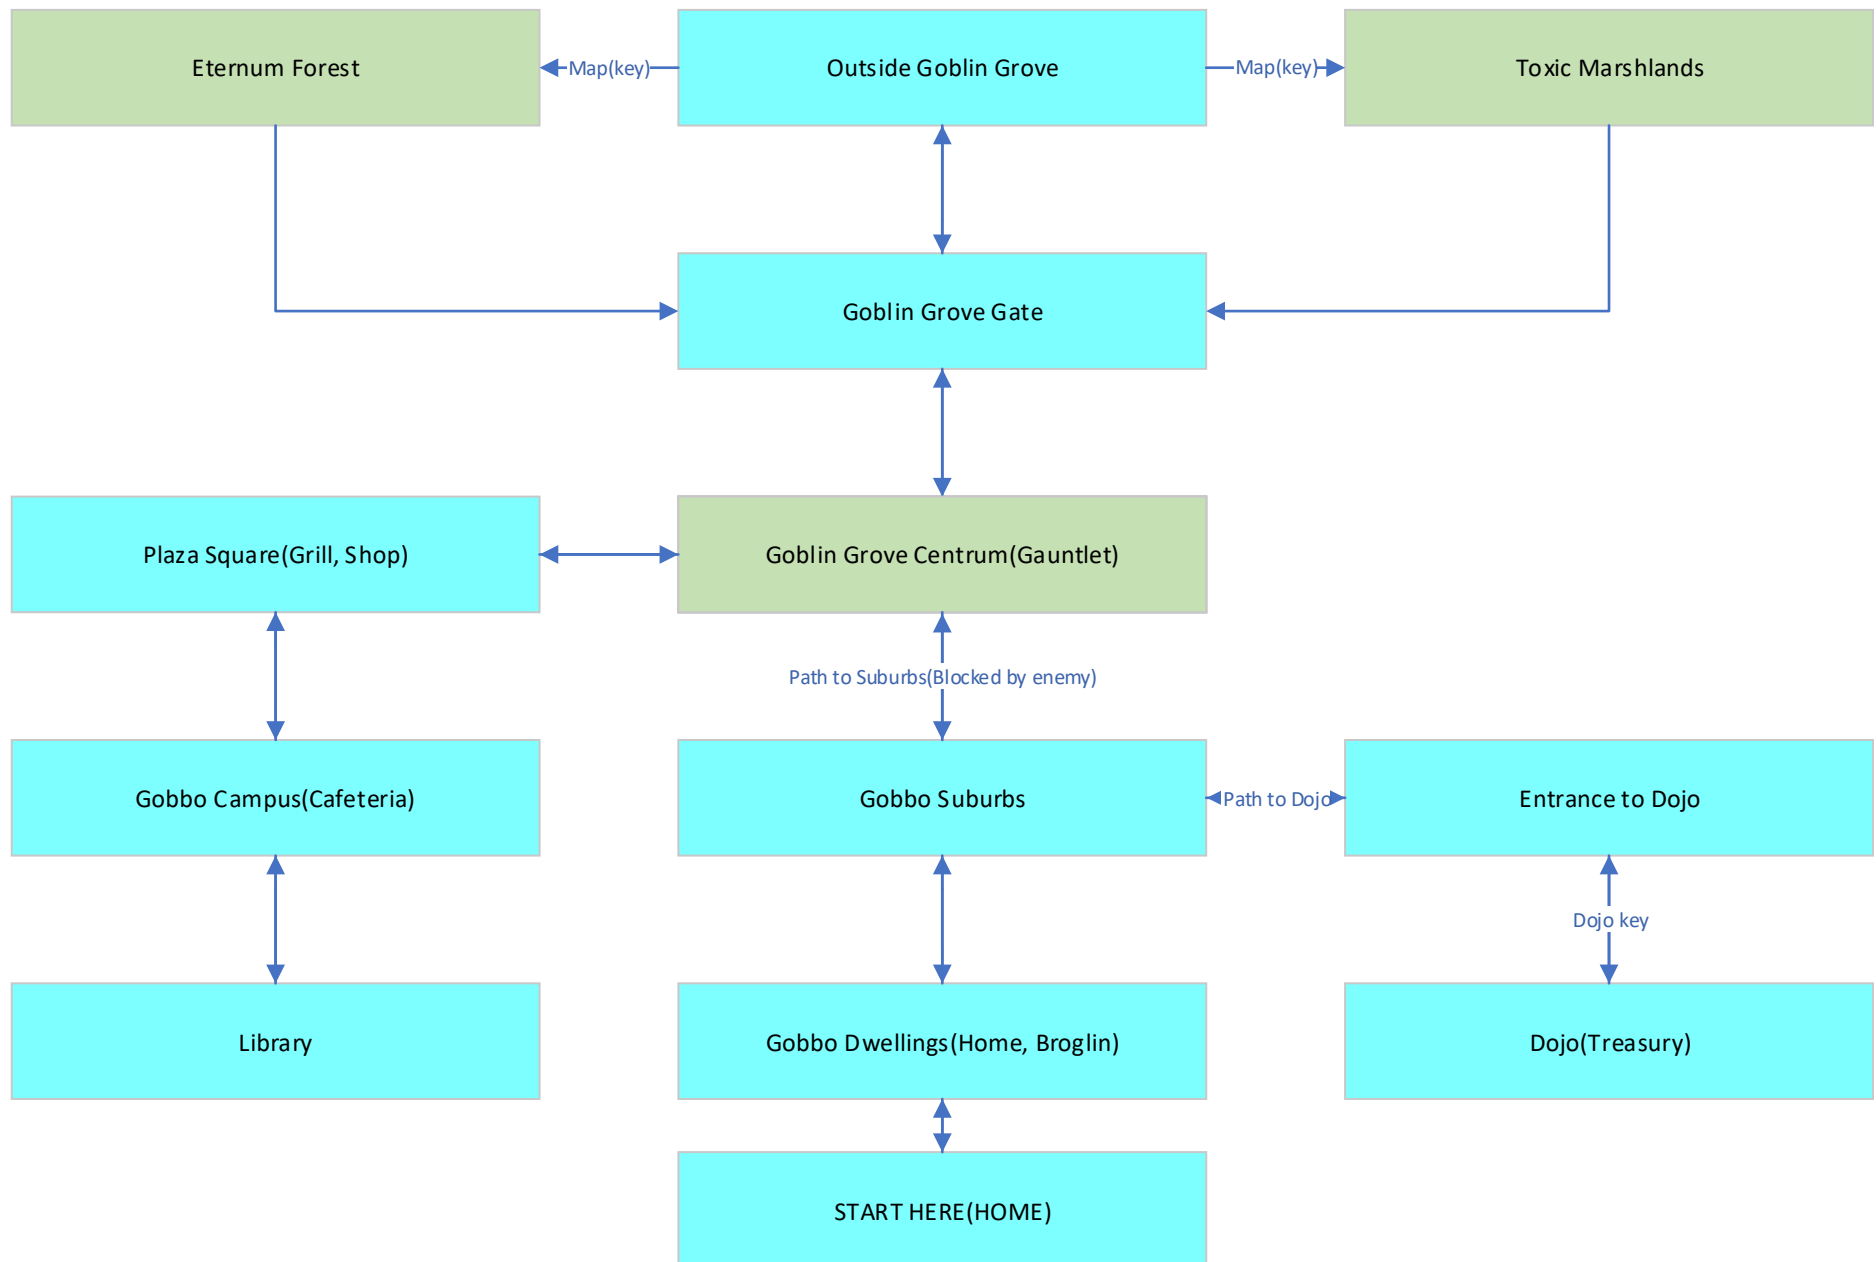 Eternum Forest
Map(key)
Outside Goblin Grove
Map(key)
Toxic Marshlands
Goblin Grove Gate
Plaza Square(Grill, Shop)
Goblin Grove Centrum(Gauntlet)
Path to Suburbs(Blocked by enemy)
Gobbo Campus(Cafeteria)
Gobbo Suburbs
Path to Dojo
Entrance to Dojo
Dojo key
Library
Gobbo Dwellings(Home, Broglin)
Dojo(Treasury)
START HERE(HOME)